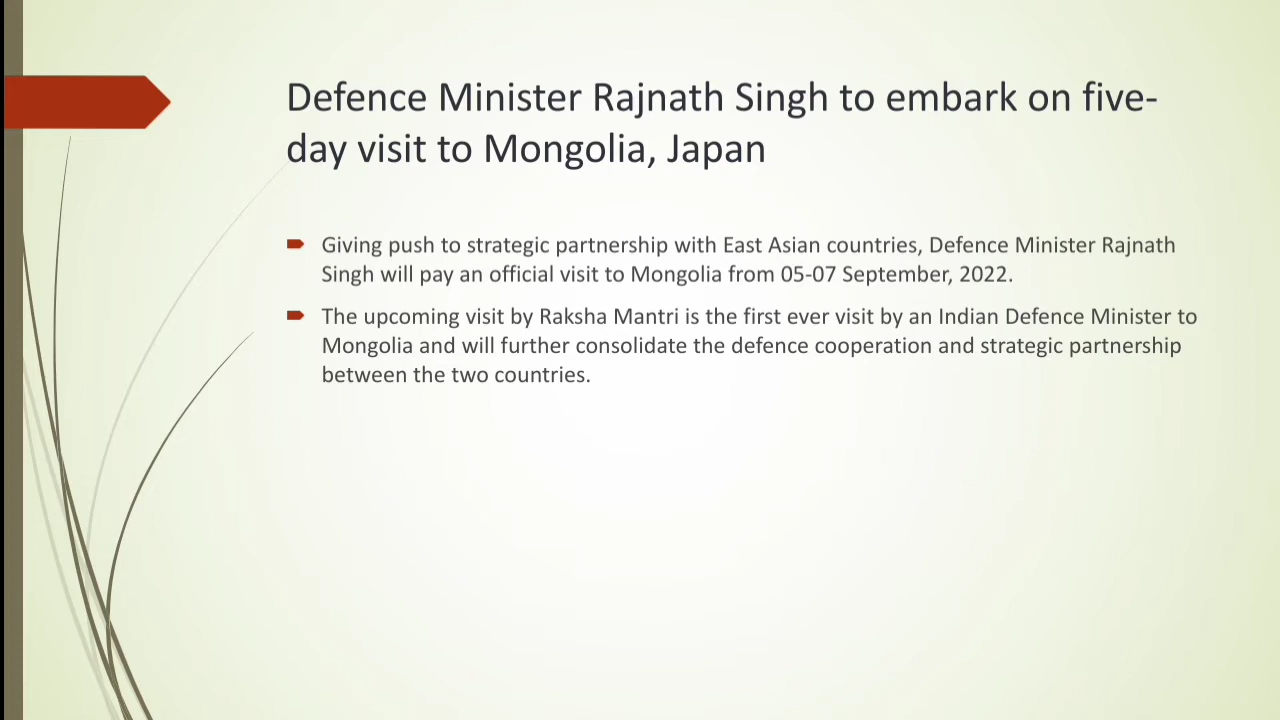 Defence Minister Rajnath Singh to embark on five-
day visit to Mongolia, Japan
Giving push to strategic partnership with East Asian countries, Defence Minister Rajnath
Singh will pay an official visit to Mongolia from 05-07 September, 2022.
The upcoming visit by Raksha Mantri is the first ever visit by an Indian Defence Minister to
Mongolia and will further consolidate the defence cooperation and strategic partnership
between the two countries.